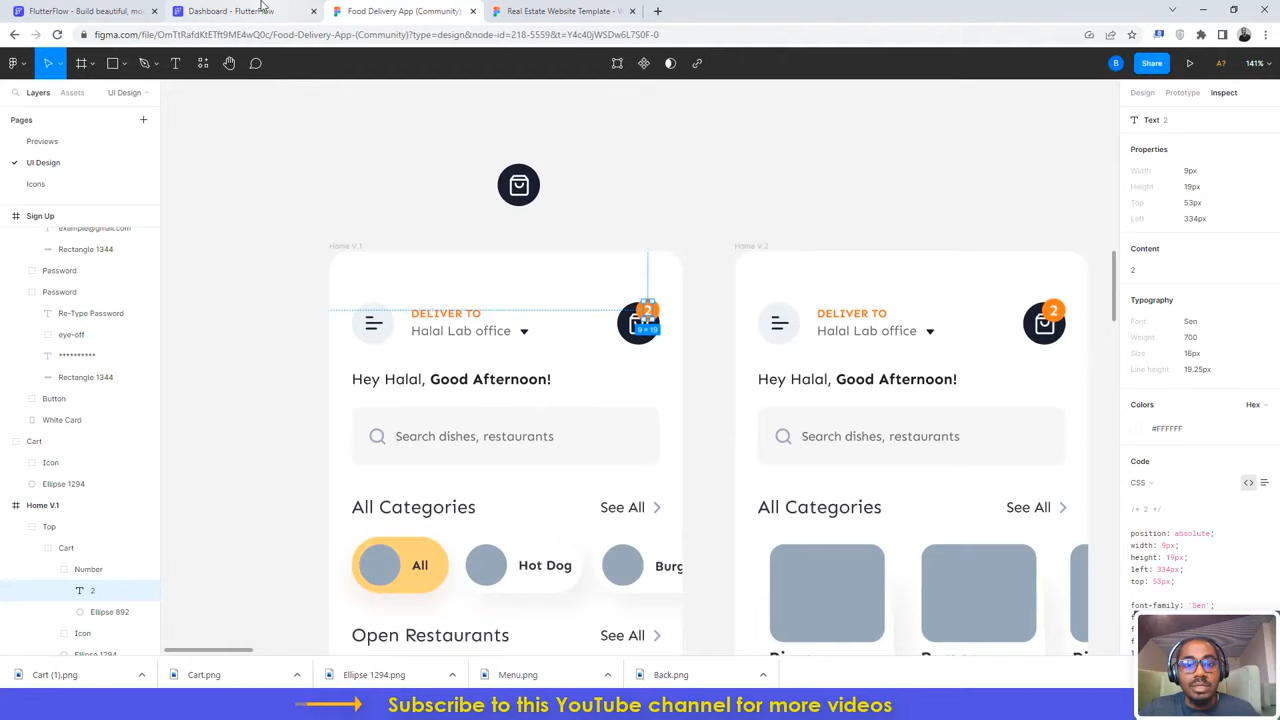 FlutterFlow - Build beautiful, mo
Dashboard - FlutterFlow
Food Delivery App (Community)
Real Estate Website Template - W
figma.com/file/OmTtRafdKtETft9ME4wQ0c/Food-Delivery-App-(Community)?type=design&node-id=218-5559&t=Y4c40jWSDw6L7S0F-0
B
Share
A?
141%
Layers
Assets
UI Design
Design
Prototype
Inspect
Pages
Previews
UI Design
Icons
Sign Up
example@gmail.com
Rectangle 1344
Password
Password
Re-Type Password
eye-off
**********
Rectangle 1344
Button
White Card
Cart
Icon
Ellipse 1294
Home V.1
Top
Cart
Number
2
Ellipse 892
Icon
Ellipse 1294
Home V.1
DELIVER TO
Halal Lab office
2
9 × 19
Hey Halal, Good Afternoon!
Search dishes, restaurants
All Categories
See All
All
Hot Dog
Burg
Open Restaurants
See All
Home V.2
DELIVER TO
Halal Lab office
2
Hey Halal, Good Afternoon!
Search dishes, restaurants
All Categories
See All
Text 2
Properties
Width 9px
Height 19px
Top 53px
Left 334px
Content
2
Typography
Font Sen
Weight 700
Size 16px
Line height 19.25px
Colors
Hex
#FFFFFF
Code
CSS
/* 2 */
position: absolute;
width: 9px;
height: 19px;
left: 334px;
top: 53px;
font-family: 'Sen';
Cart (1).png
Cart.png
Ellipse 1294.png
Menu.png
Back.png
Subscribe to this YouTube channel for more videos